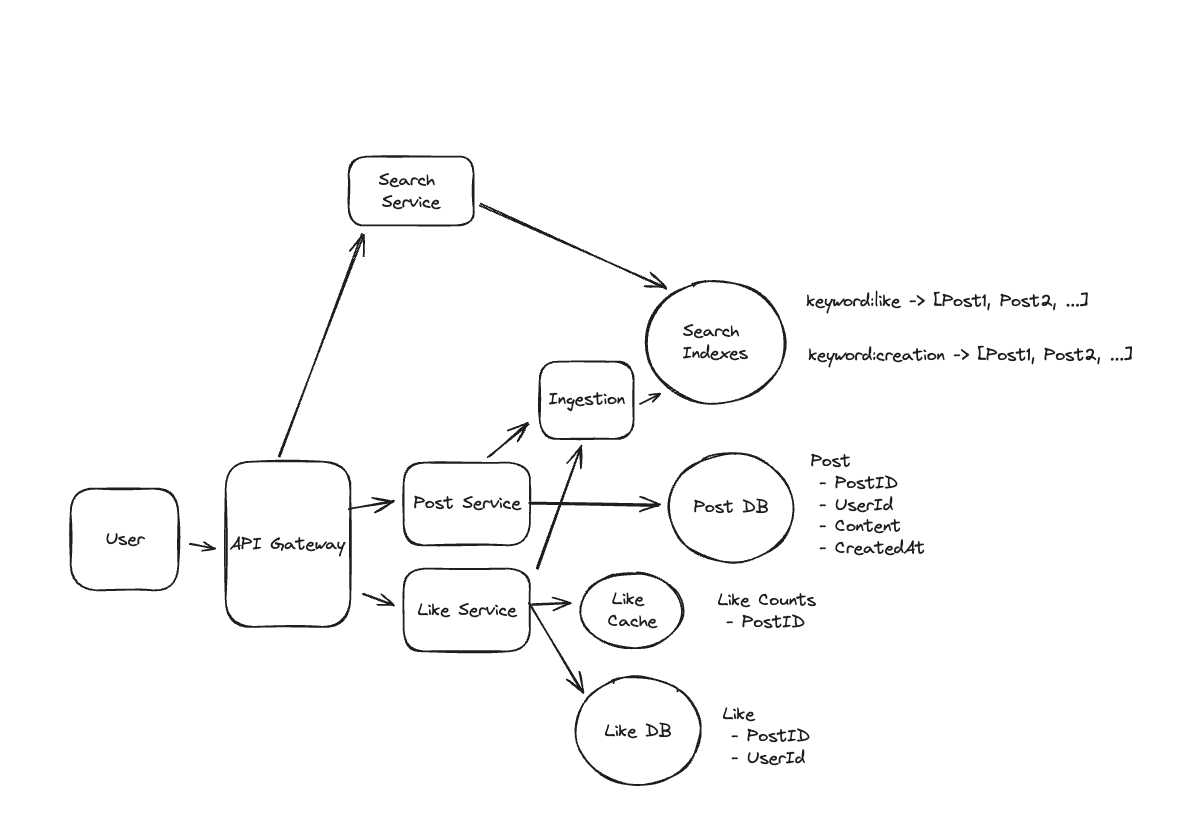 Search
Service
keyword:like -> [Post1, Post2, ...]
Search
Indexes
keyword:creation -> [Post1, Post2, ...]
Ingestion
Post
- PostID
- UserId
- Content
- CreatedAt
Post Service
Post DB
User
API Gateway
Like Service
Like
Cache
Like Counts
- PostID
Like DB
Like
- PostID
- UserId